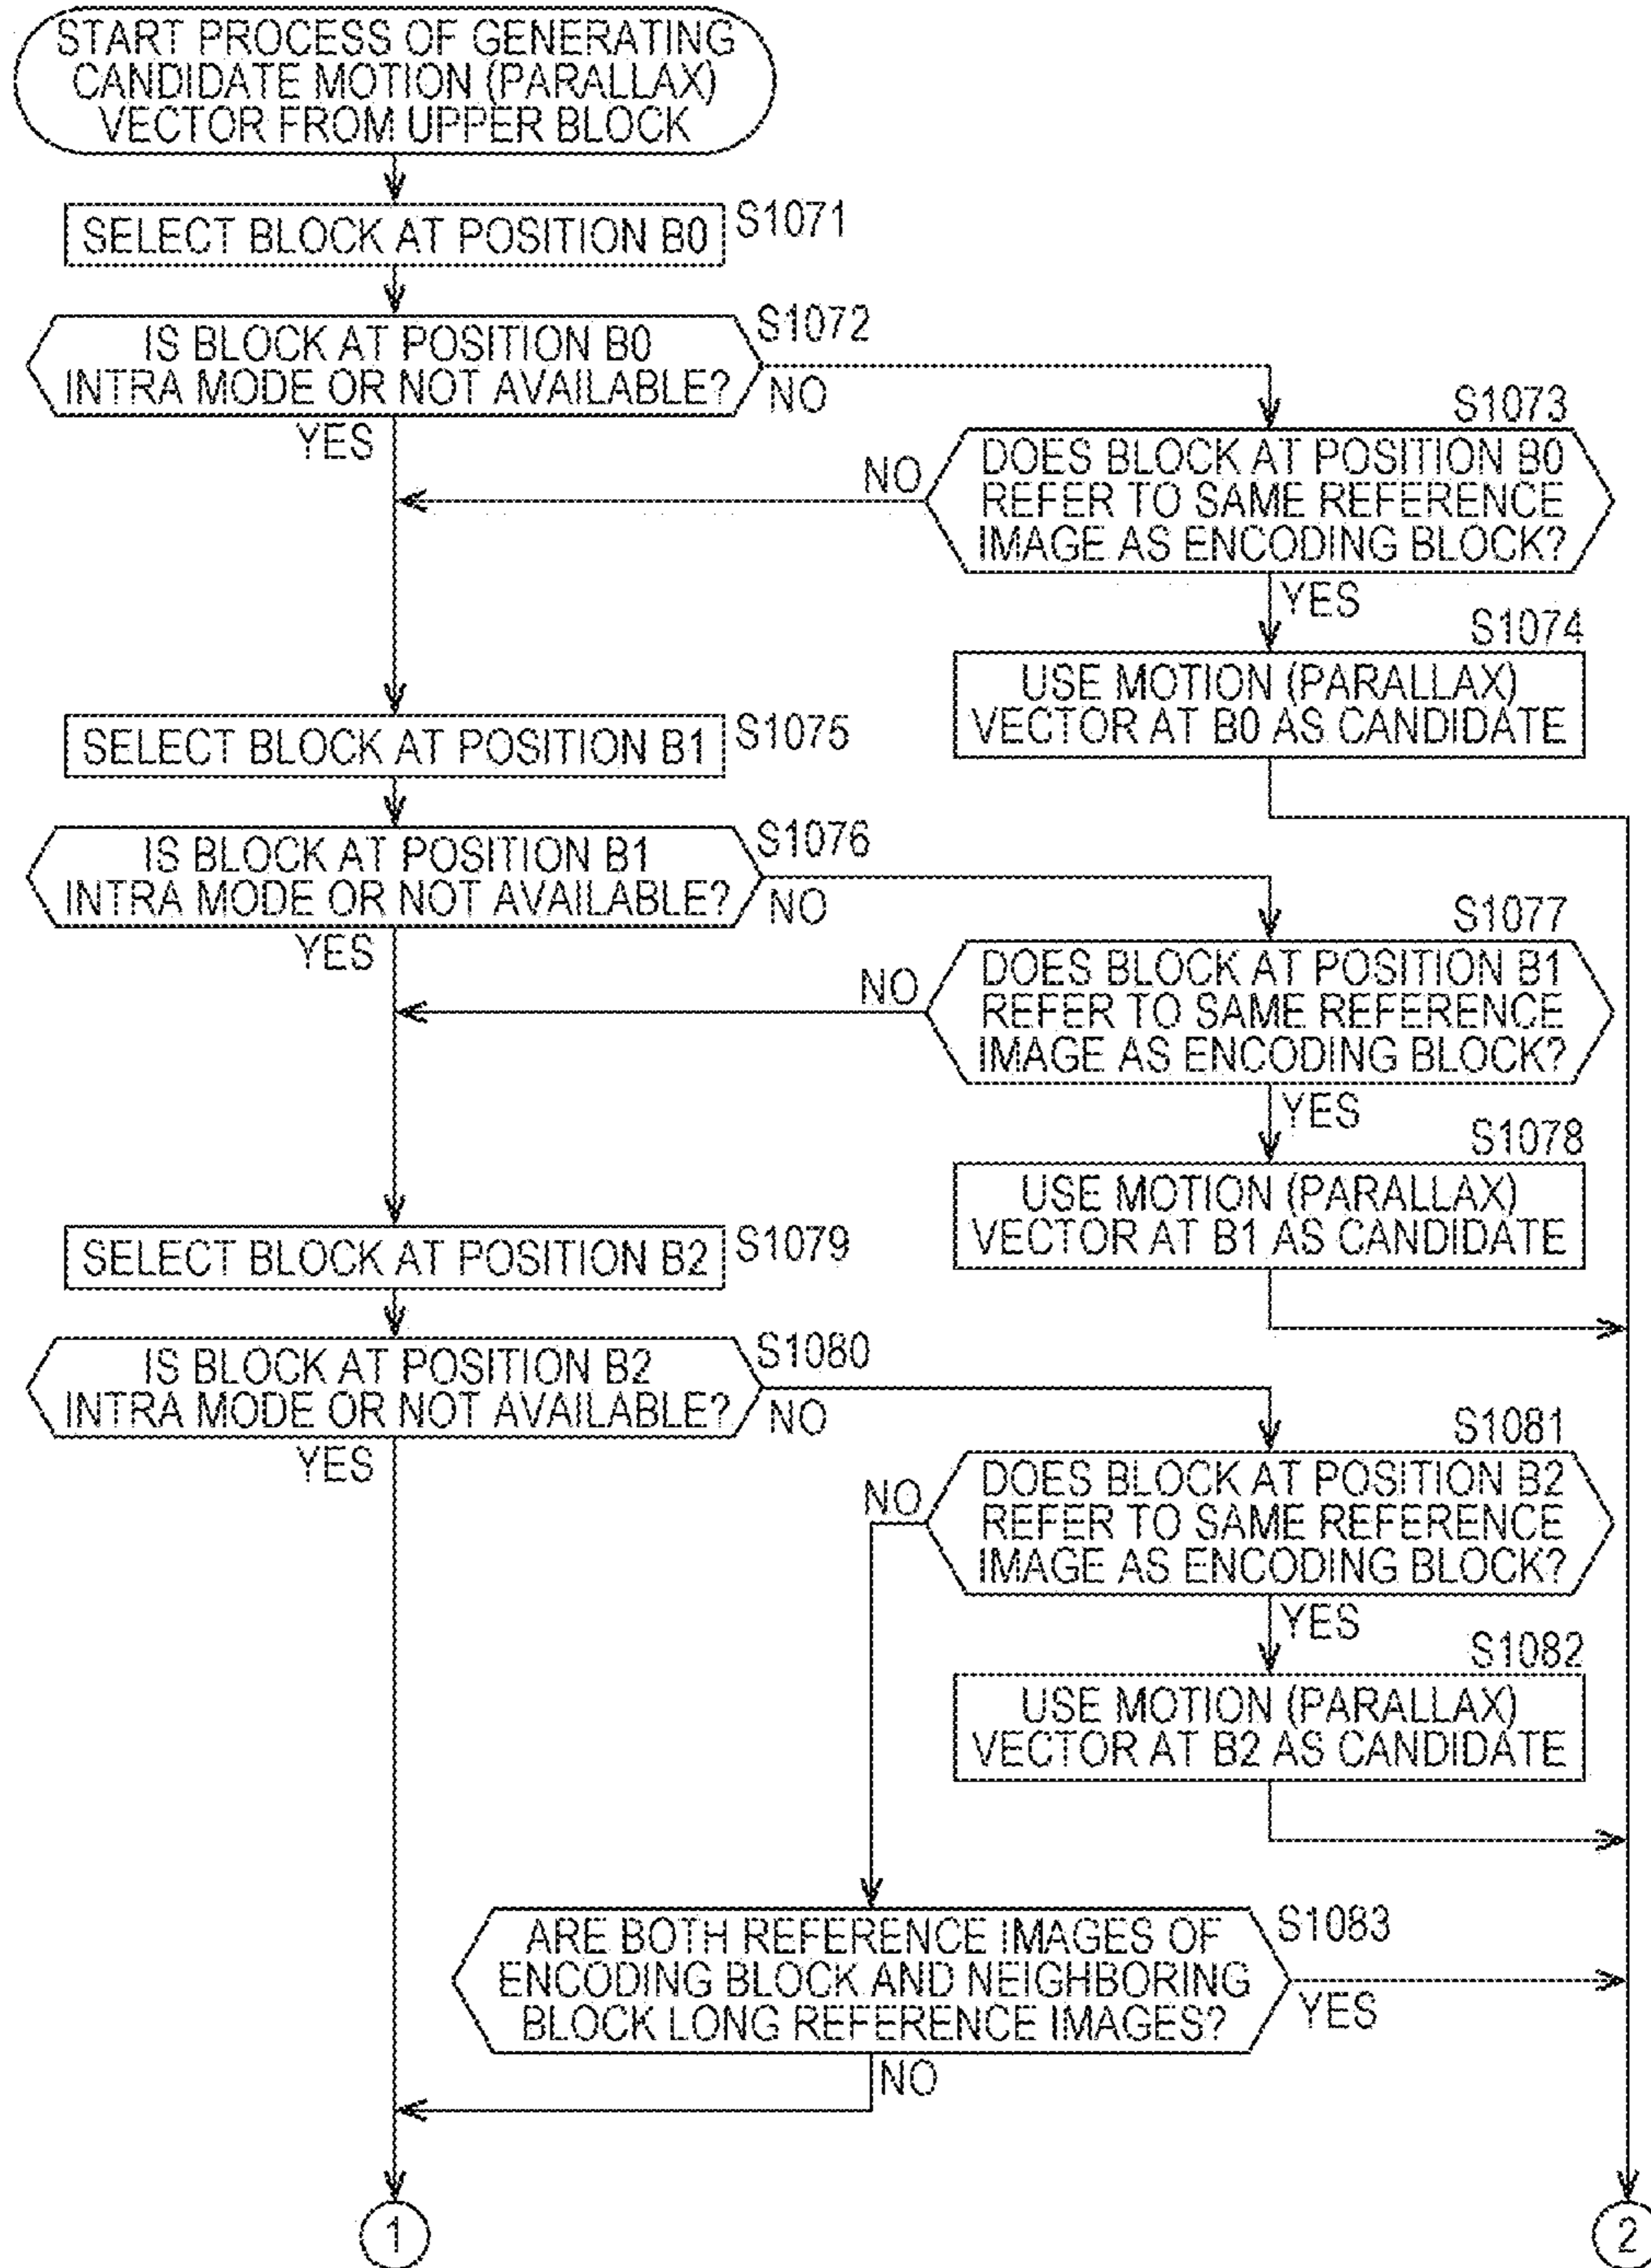 START PROCESS OF GENERATING
CANDIDATE MOTION (PARALLAX)
VECTOR FROM UPPER BLOCK
SELECT BLOCK AT POSITION B0
S1071
IS BLOCK AT POSITION B0
INTRA MODE OR NOT AVAILABLE?
S1072
NO
YES
S1073
DOES BLOCK AT POSITION B0
REFER TO SAME REFERENCE
IMAGE AS ENCODING BLOCK?
NO
YES
S1074
USE MOTION (PARALLAX)
VECTOR AT B0 AS CANDIDATE
SELECT BLOCK AT POSITION B1
S1075
IS BLOCK AT POSITION B1
INTRA MODE OR NOT AVAILABLE?
S1076
NO
YES
S1077
DOES BLOCK AT POSITION B1
REFER TO SAME REFERENCE
IMAGE AS ENCODING BLOCK?
NO
YES
S1078
USE MOTION (PARALLAX)
VECTOR AT B1 AS CANDIDATE
SELECT BLOCK AT POSITION B2
S1079
IS BLOCK AT POSITION B2
INTRA MODE OR NOT AVAILABLE?
S1080
NO
YES
S1081
DOES BLOCK AT POSITION B2
REFER TO SAME REFERENCE
IMAGE AS ENCODING BLOCK?
NO
YES
S1082
USE MOTION (PARALLAX)
VECTOR AT B2 AS CANDIDATE
ARE BOTH REFERENCE IMAGES OF
ENCODING BLOCK AND NEIGHBORING
BLOCK LONG REFERENCE IMAGES?
S1083
YES
NO
1
2